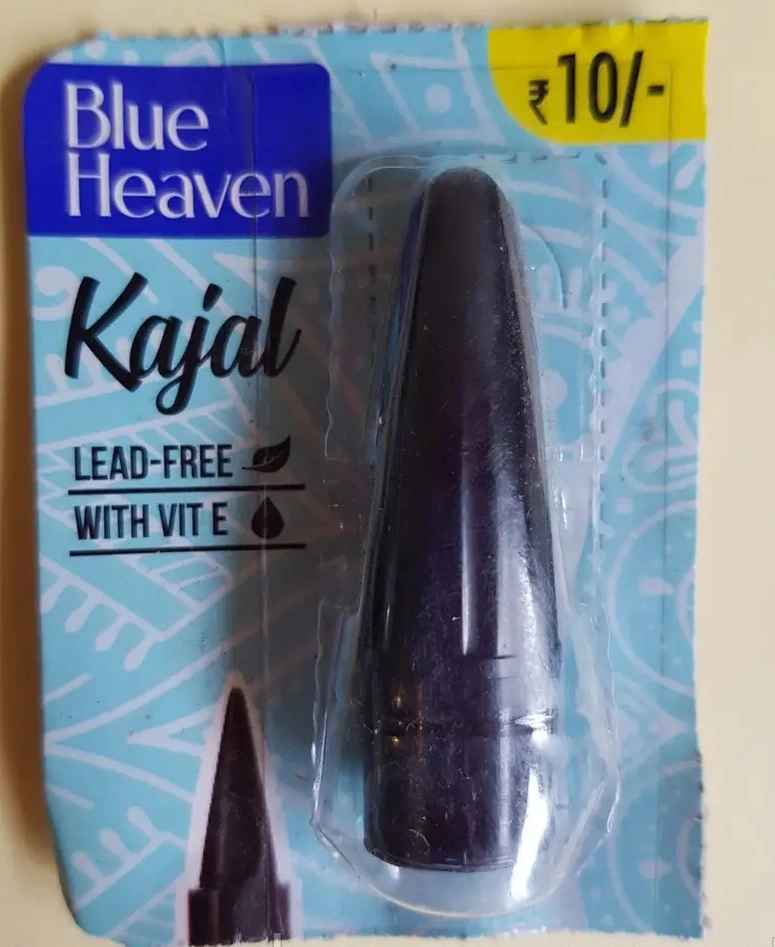 Blue
Heaven
₹10/-
Kajal
LEAD-FREE
WITH VIT E